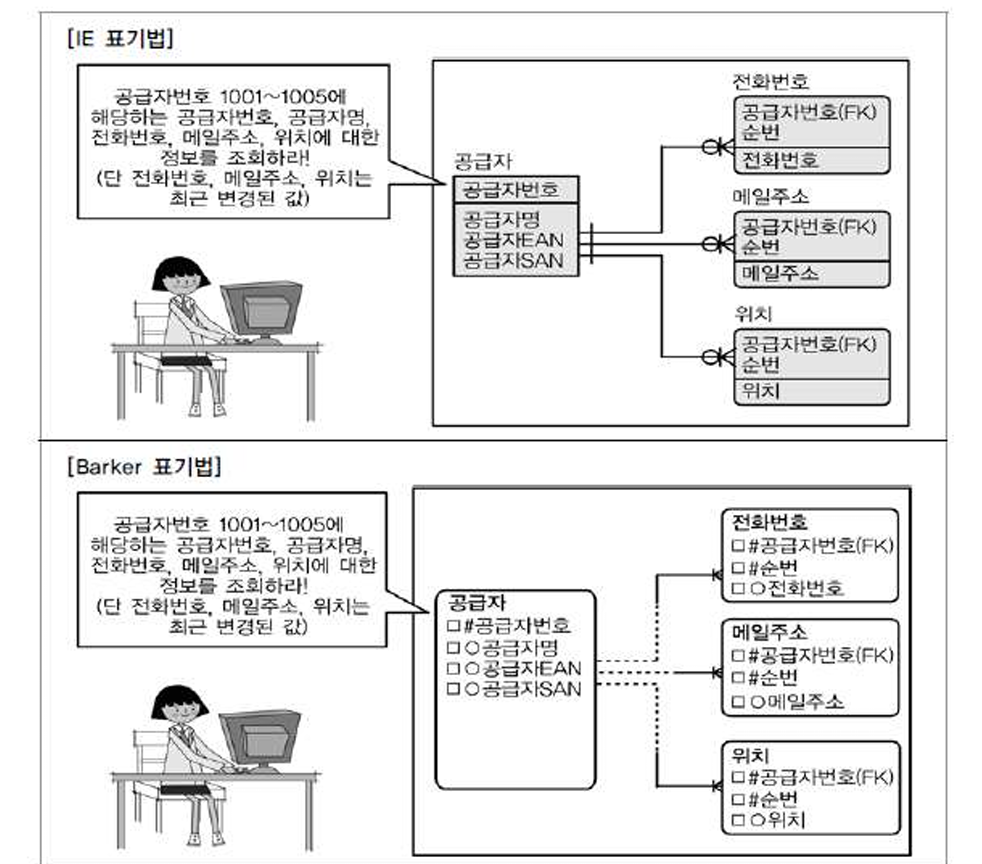 [IE 표기법]
공급자번호 1001~1005에
해당하는 공급자번호, 공급자명,
전화번호, 메일주소, 위치에 대한
정보를 조회하라!
(단 전화번호, 메일주소, 위치는
최근 변경된 값)
공급자
공급자번호
공급자명
공급자EAN
공급자SAN
전화번호
공급자번호(FK)
순번
전화번호
메일주소
공급자번호(FK)
순번
메일주소
위치
공급자번호(FK)
순번
위치
[Barker 표기법]
공급자번호 1001~1005에
해당하는 공급자번호, 공급자명,
전화번호, 메일주소, 위치에 대한
정보를 조회하라!
(단 전화번호, 메일주소, 위치는
최근 변경된 값)
공급자
□#공급자번호
□○공급자명
□○공급자EAN
□○공급자SAN
전화번호
□#공급자번호(FK)
□#순번
□○전화번호
메일주소
□#공급자번호(FK)
□#순번
□○메일주소
위치
□#공급자번호(FK)
□#순번
□○위치